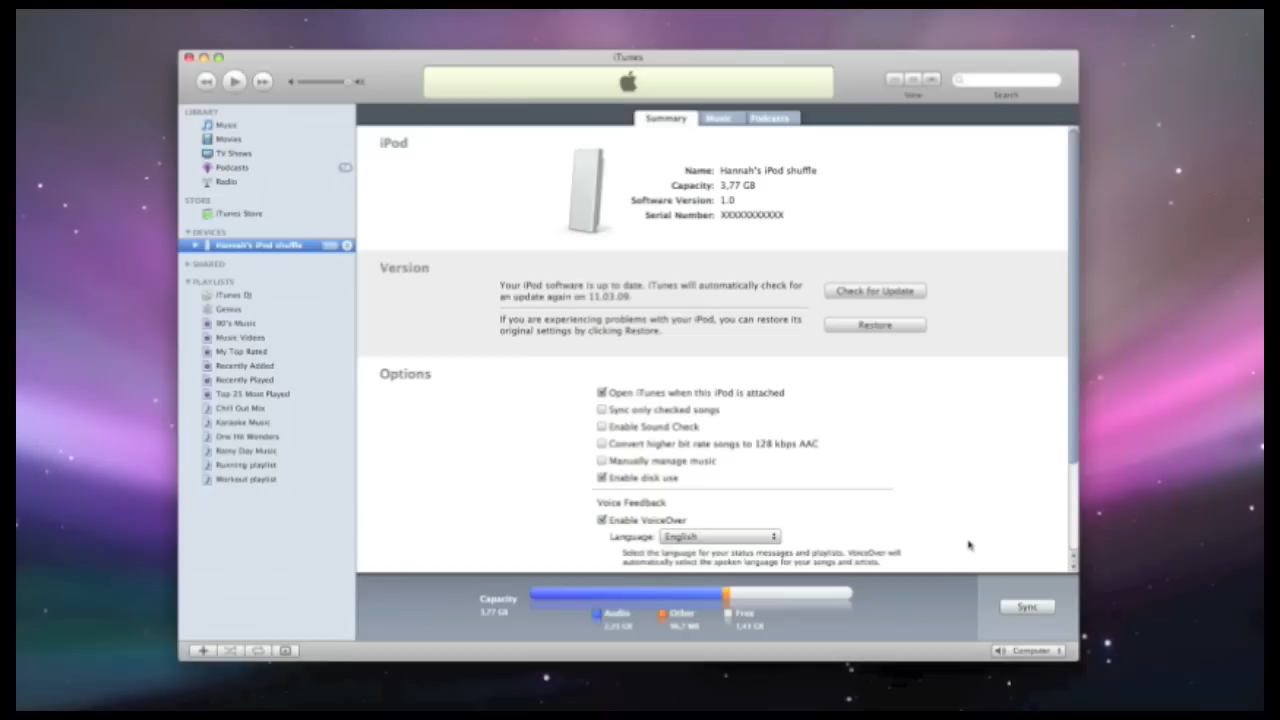 iTunes
View
Search
LIBRARY
Music
Movies
TV Shows
Podcasts
Radio
STORE
iTunes Store
DEVICES
Hannah's iPod shuffle
SHARED
PLAYLISTS
iTunes DJ
Genius
90's Music
Music Videos
My Top Rated
Recently Added
Recently Played
Top 25 Most Played
Chill Out Mix
Karaoke Music
One Hit Wonders
Rainy Day Music
Running playlist
Workout playlist
Summary Music Podcasts
iPod
Name: Hannah's iPod shuffle
Capacity: 3,77 GB
Software Version: 1.0
Serial Number: XXXXXXXXXXX
Version
Your iPod software is up to date. iTunes will automatically check for
an update again on 11.03.09.
Check for Update
If you are experiencing problems with your iPod, you can restore its
original settings by clicking Restore.
Restore
Options
Open iTunes when this iPod is attached
Sync only checked songs
Enable Sound Check
Convert higher bit rate songs to 128 kbps AAC
Manually manage music
Enable disk use
Voice Feedback
Enable VoiceOver
Language: English
Select the language for your status messages and playlists. VoiceOver will
automatically select the spoken language for your songs and artists.
Capacity
3,77 GB
Audio Other Free
Sync
Computer